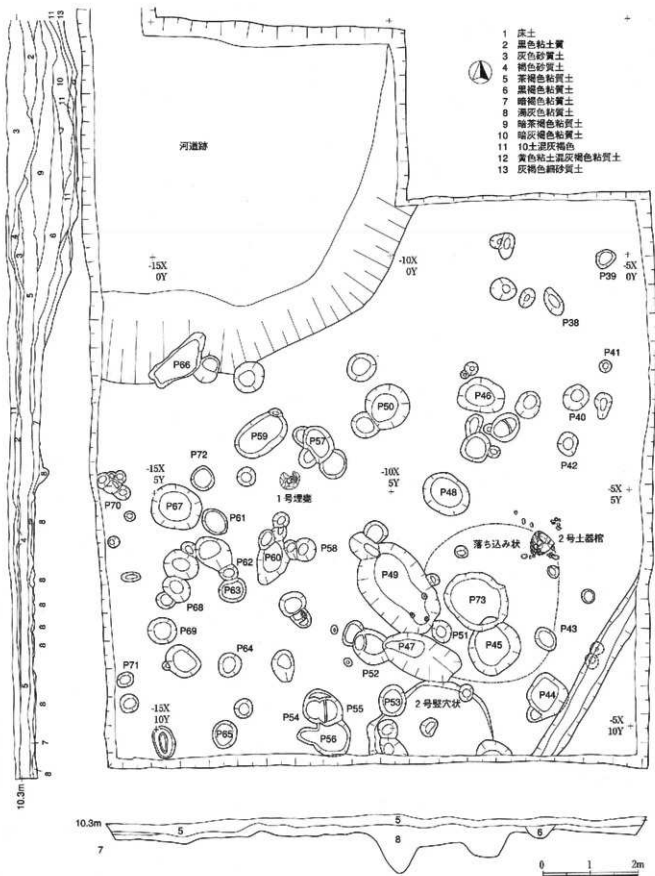 1 床土
2 黒色粘土質
3 灰色砂質土
4 褐色砂質土
5 茶褐色粘質土
6 黒褐色粘質土
7 暗褐色粘質土
8 濁灰色粘質土
9 暗茶褐色粘質土
10 暗灰褐色粘質土
11 10土混灰褐色
12 黄色粘土混灰褐色粘質土
13 灰褐色細砂質土
河道跡
-15X
0Y
-10X
0Y
-5X
0Y
P39
P38
P66
P41
P46
P40
P50
P59
P57
P42
P72
-15X
5Y
-10X
5Y
-5X
5Y
P48
P70
P67
1号埋甕
P61
落ち込み状
2号土器棺
P60
P58
P62
P49
P63
P73
P68
P69
P51
P43
P47
P45
P64
P52
P71
P44
P53
2号竪穴状
P54
P55
-15X
10Y
-5X
10Y
P65
P56
10.3m
10.3m
5
5
8
6
7
0 1 2m